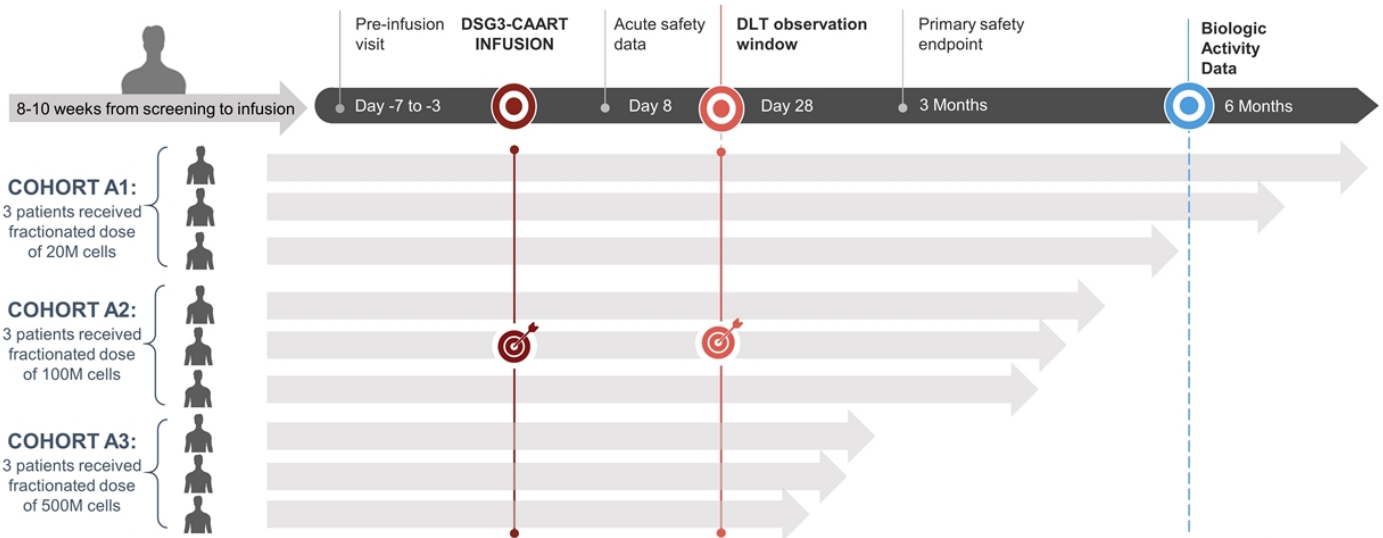 Pre-infusion
visit
DSG3-CAART
INFUSION
Acute safety
data
DLT observation
window
Primary safety
endpoint
Biologic
Activity
Data
8-10 weeks from screening to infusion
Day -7 to -3
Day 8
Day 28
3 Months
6 Months
COHORT A1:
3 patients received
fractionated dose
of 20M cells
COHORT A2:
3 patients received
fractionated dose
of 100M cells
COHORT A3:
3 patients received
fractionated dose
of 500M cells